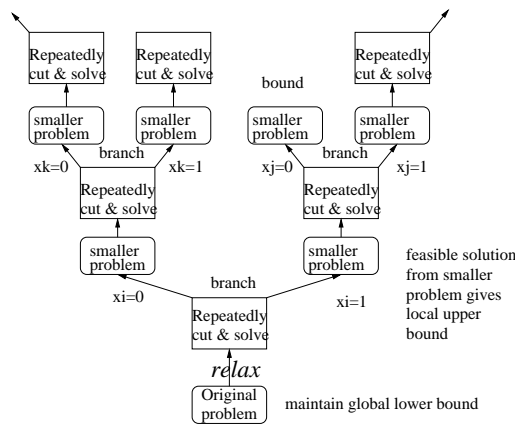 Repeatedly
cut & solve
Repeatedly
cut & solve
Repeatedly
cut & solve
bound
smaller
problem
smaller
problem
smaller
problem
smaller
problem
xk=0
branch
xk=1
xj=0
branch
xj=1
Repeatedly
cut & solve
Repeatedly
cut & solve
smaller
problem
smaller
problem
feasible solution
from smaller
problem gives
local upper
bound
xi=0
branch
xi=1
Repeatedly
cut & solve
relax
Original
problem
maintain global lower bound